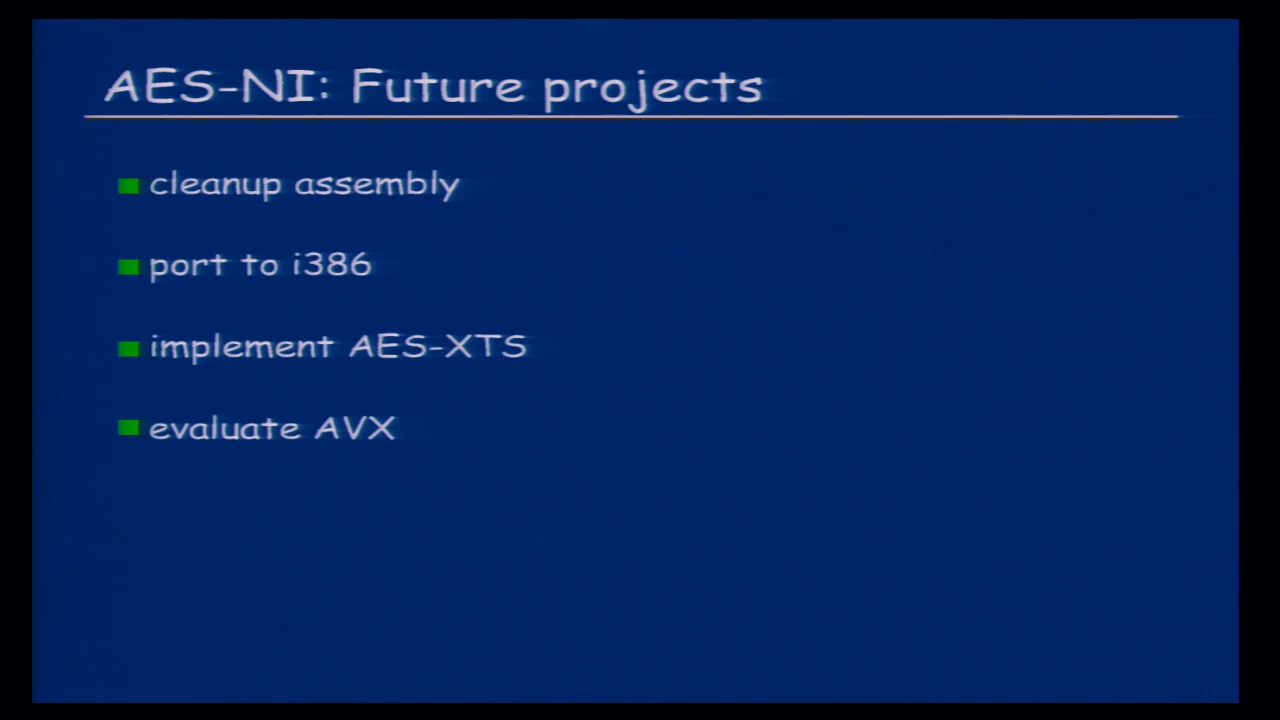 AES-NI: Future projects
cleanup assembly
port to i386
implement AES-XTS
evaluate AVX